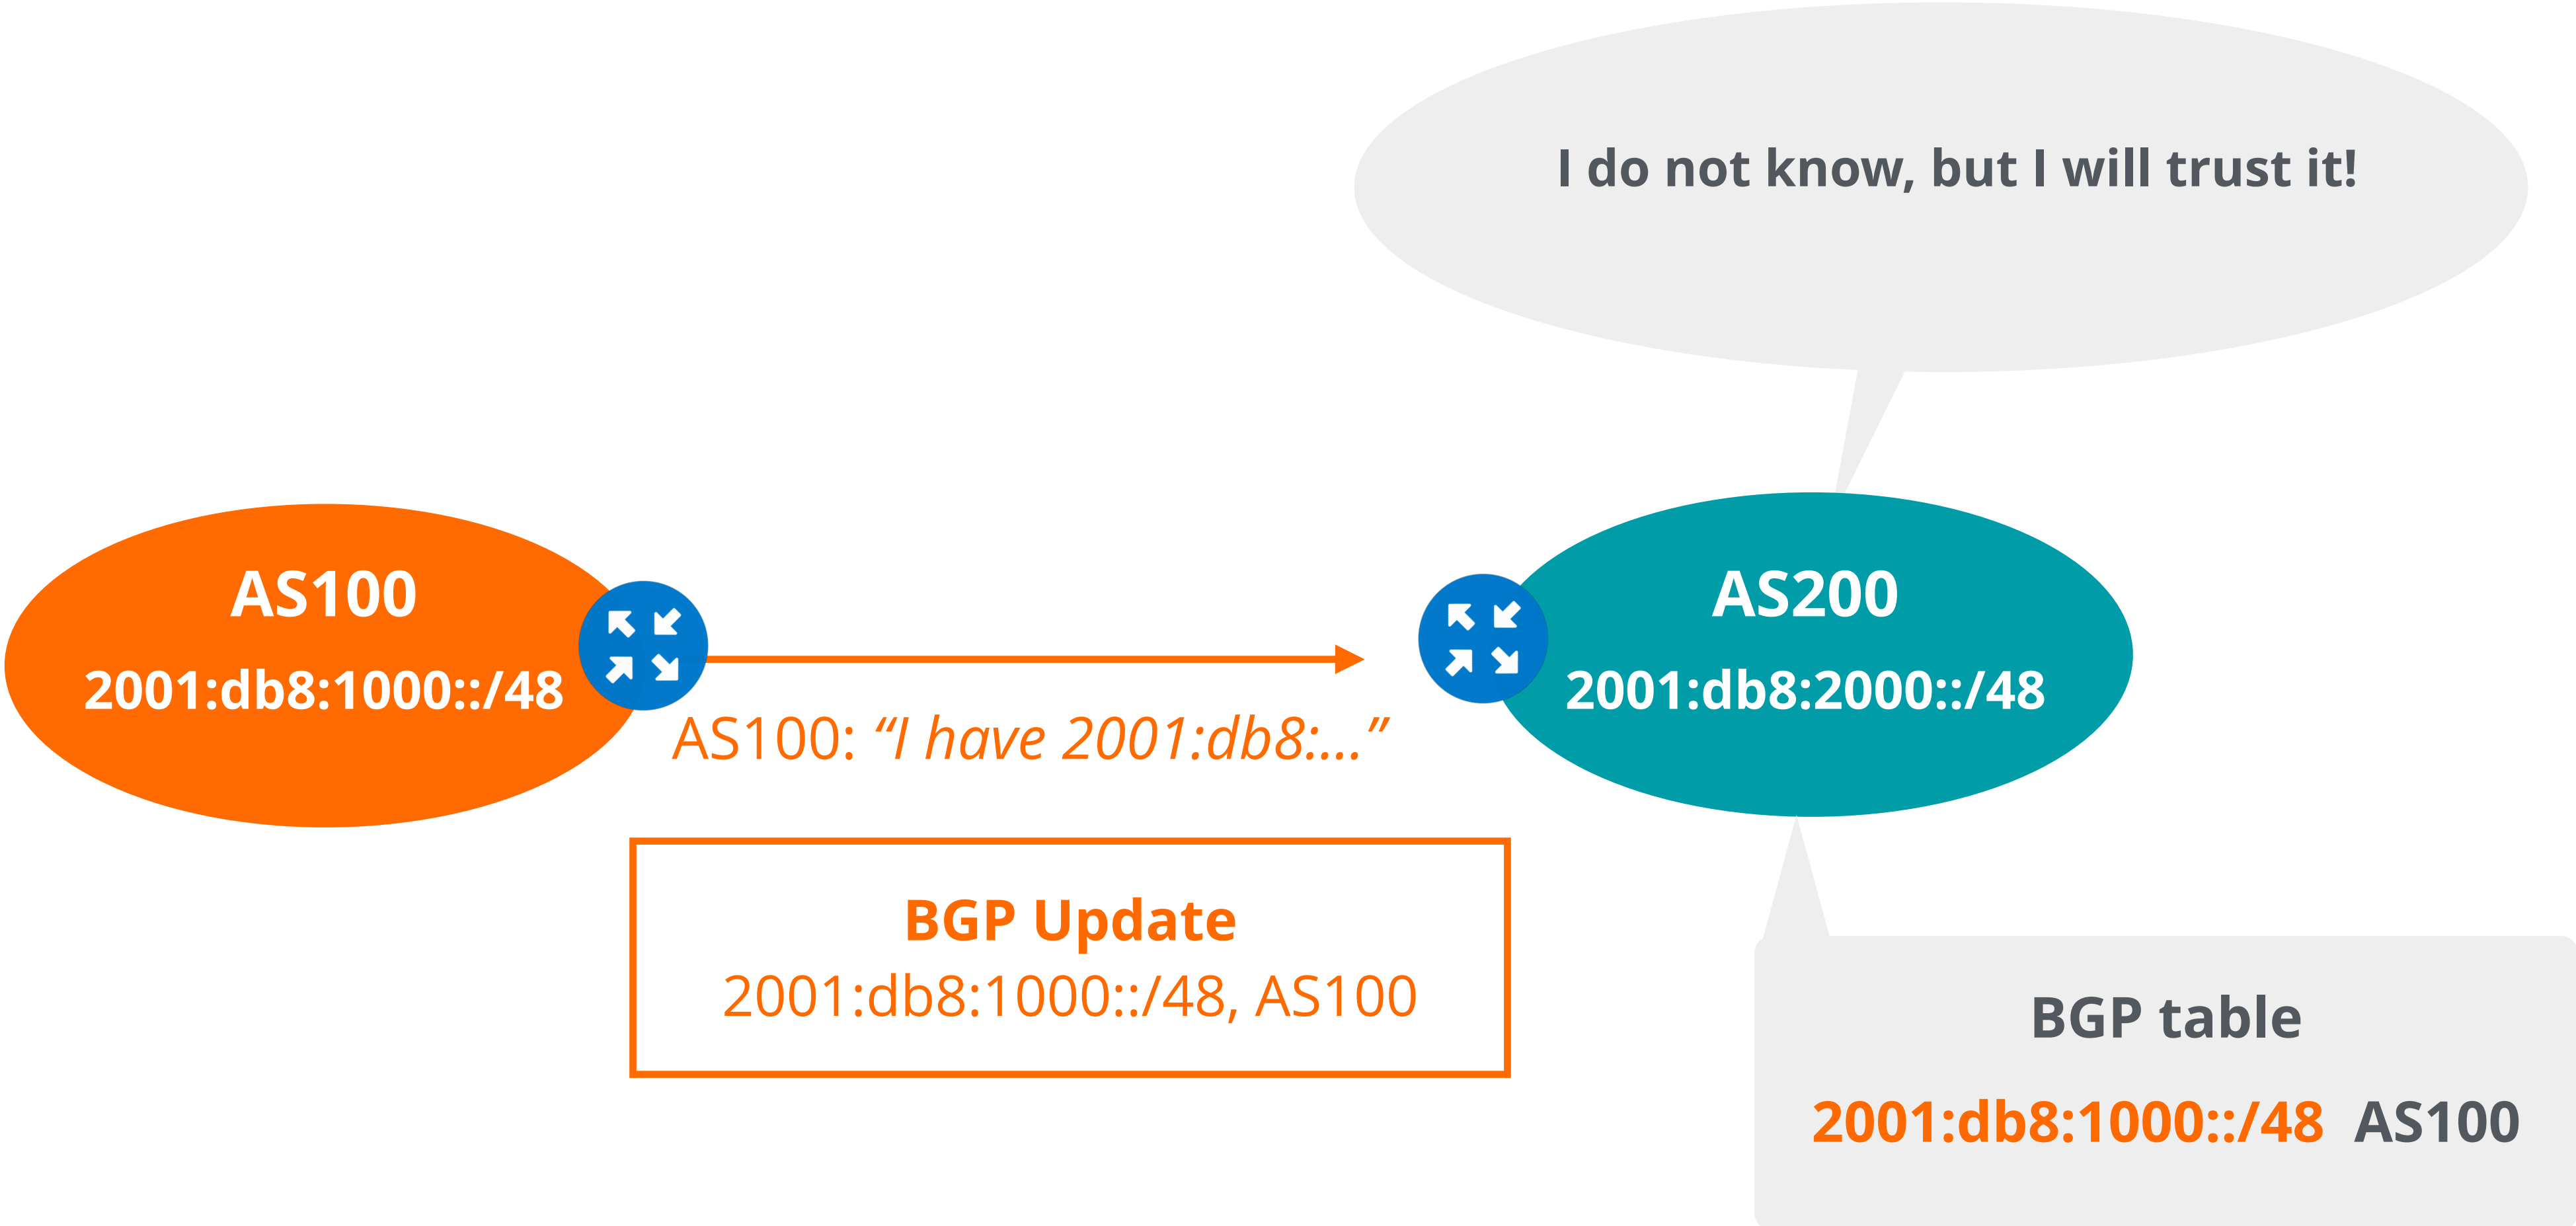 I do not know, but I will trust it!
AS100
2001:db8:1000::/48
AS100: “I have 2001:db8:...”
AS200
2001:db8:2000::/48
BGP Update
2001:db8:1000::/48, AS100
BGP table
2001:db8:1000::/48 AS100